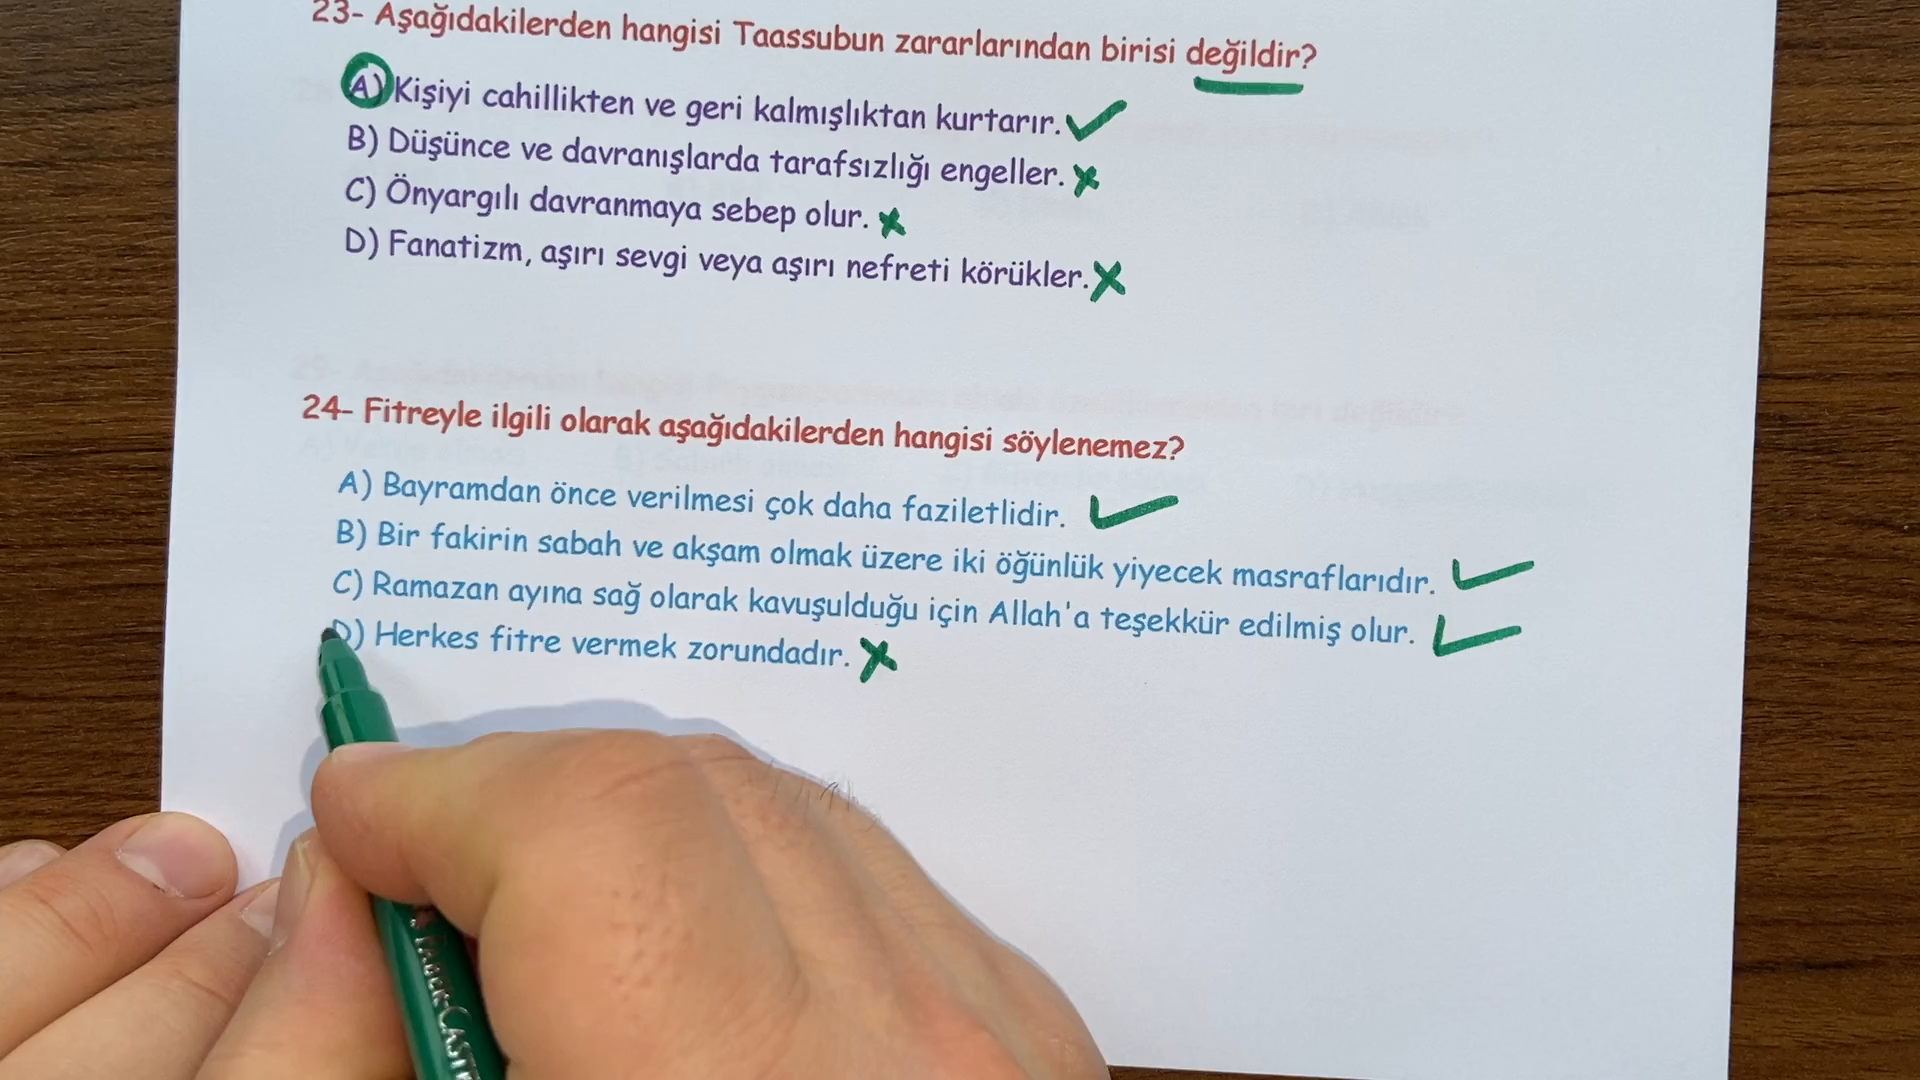 23- Aşağıdakilerden hangisi Taassubun zararlarından birisi değildir?
A) Kişiyi cahillikten ve geri kalmışlıktan kurtarır.
B) Düşünce ve davranışlarda tarafsızlığı engeller.
C) Önyargılı davranmaya sebep olur.
D) Fanatizm, aşırı sevgi veya aşırı nefreti körükler.
24- Fitreyle ilgili olarak aşağıdakilerden hangisi söylenemez?
A) Bayramdan önce verilmesi çok daha faziletlidir.
B) Bir fakirin sabah ve akşam olmak üzere iki öğünlük yiyecek masraflarıdır.
C) Ramazan ayına sağ olarak kavuşulduğu için Allah'a teşekkür edilmiş olur.
D) Herkes fitre vermek zorundadır.